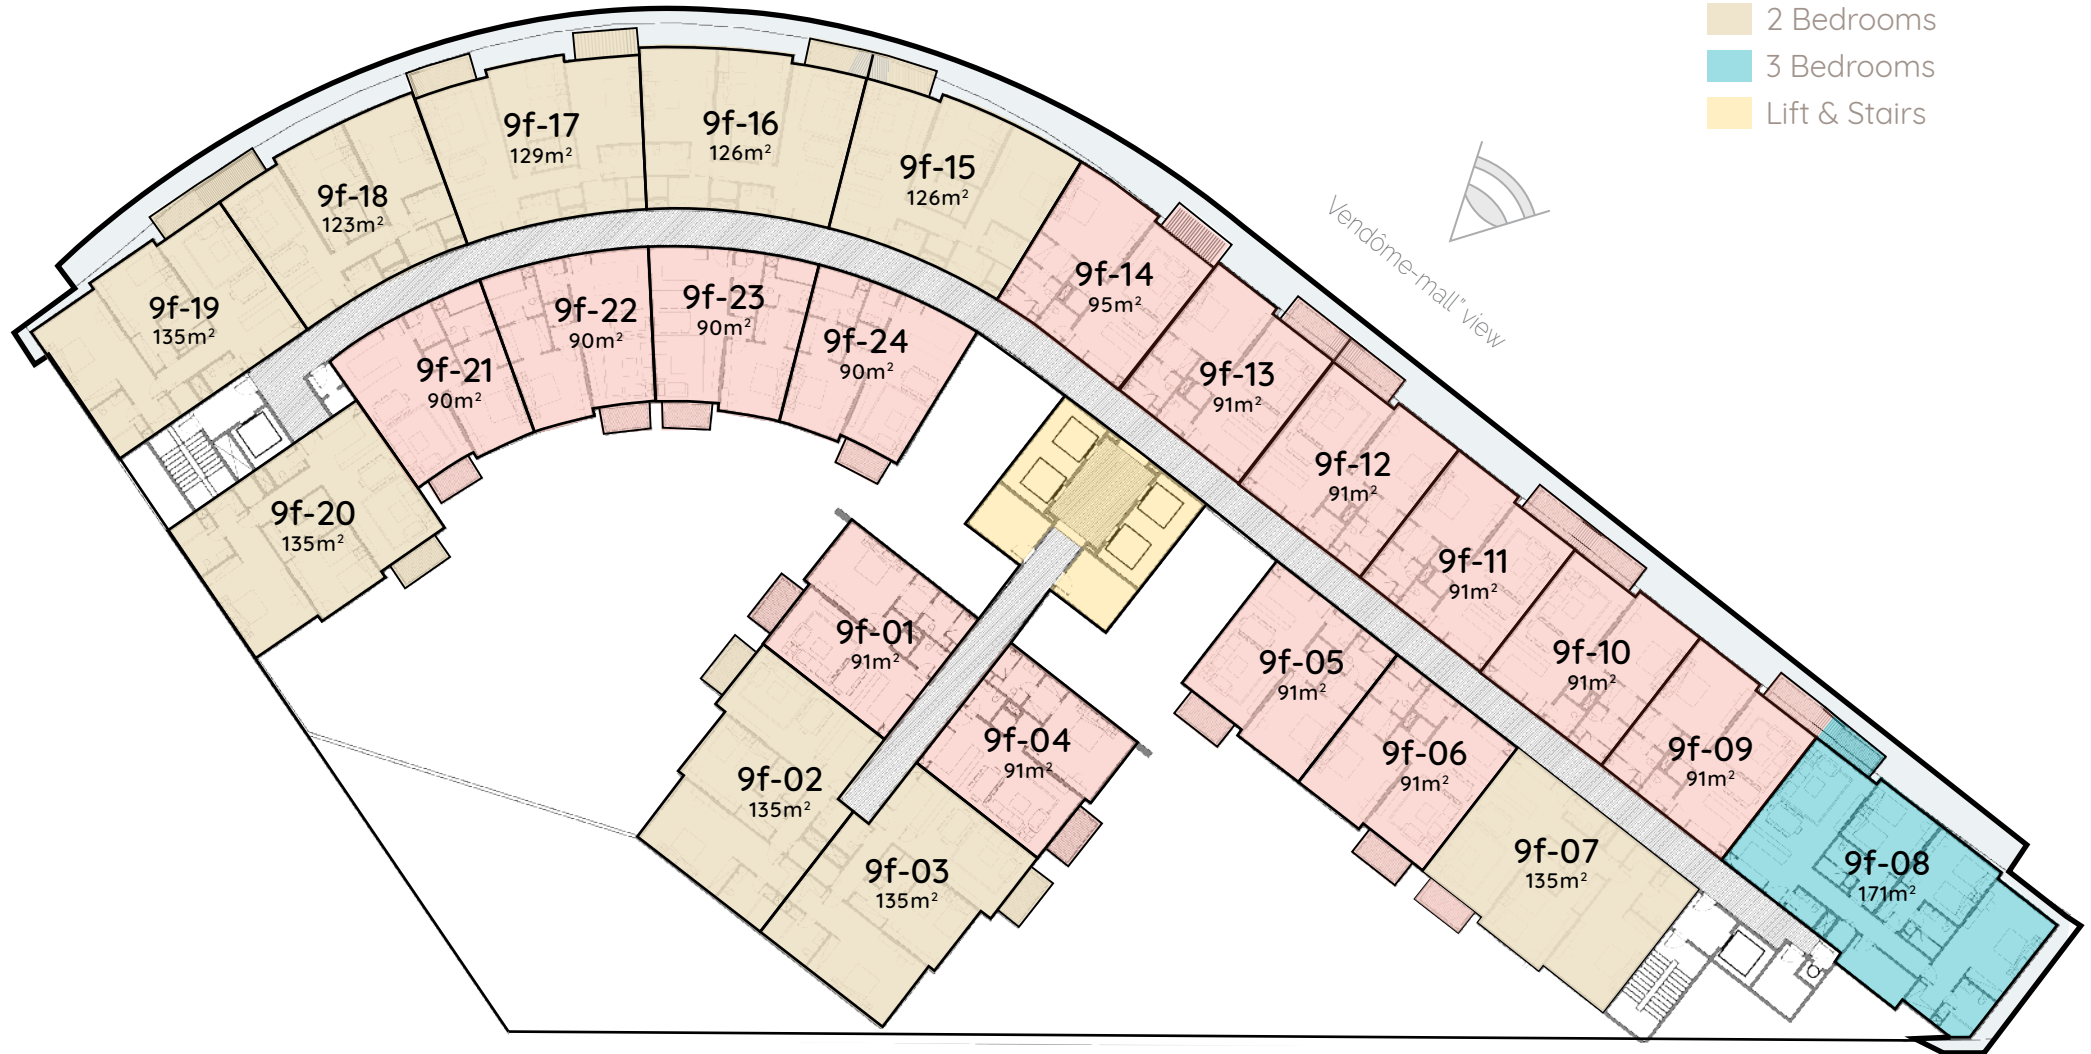 2 Bedrooms
3 Bedrooms
Lift & Stairs
Vendôme-mall" view
9f-17
129m²
9f-16
126m²
9f-15
126m²
9f-18
123m²
9f-19
135m²
9f-14
95m²
9f-13
91m²
9f-12
91m²
9f-11
91m²
9f-10
91m²
9f-09
91m²
9f-08
171m²
9f-21
90m²
9f-22
90m²
9f-23
90m²
9f-24
90m²
9f-20
135m²
9f-01
91m²
9f-02
135m²
9f-03
135m²
9f-04
91m²
9f-05
91m²
9f-06
91m²
9f-07
135m²